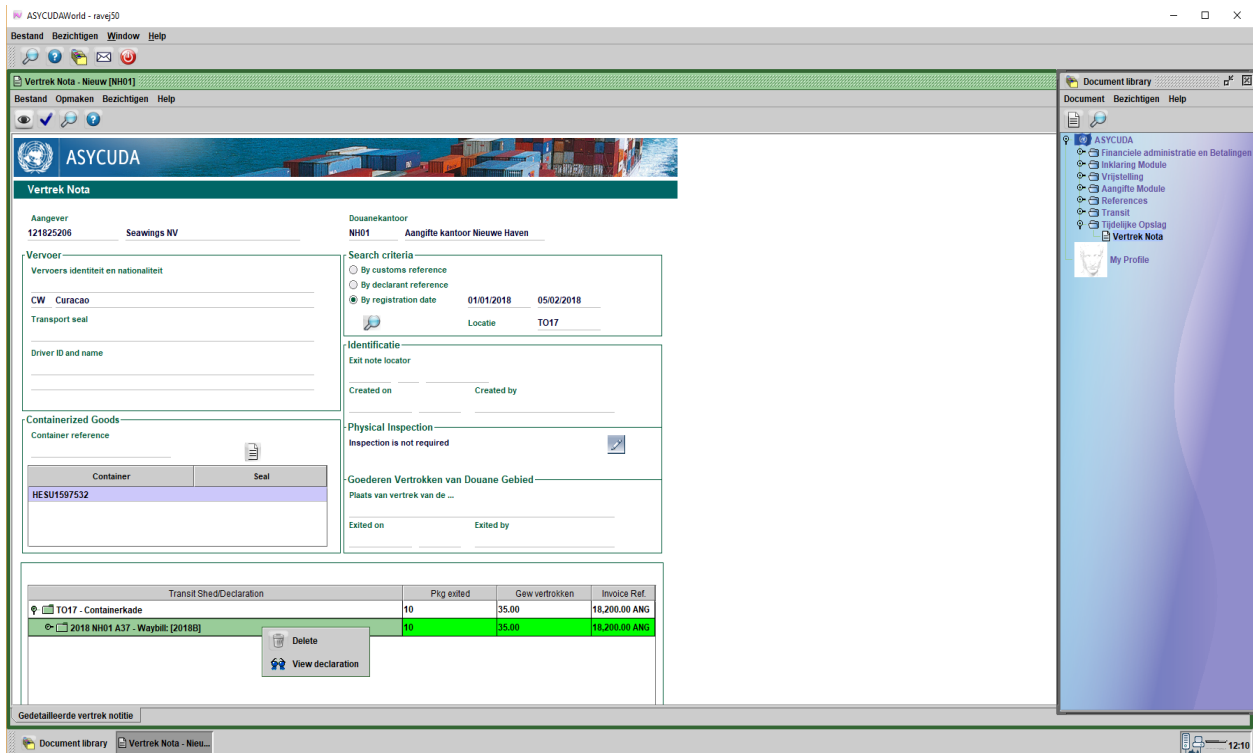 ASYCUDAWorld - ravej50
Bestand Bezichtigen Window Help
Vertrek Nota - Nieuw [NH01]
Bestand Opmaken Bezichtigen Help
ASYCUDA
Vertrek Nota
Aangever
121825206 Seawings NV
Douanekantoor
NH01 Aangifte kantoor Nieuwe Haven
Vervoer
Vervoers identiteit en nationaliteit
CW Curacao
Transport seal
Driver ID and name
Search criteria
By customs reference
By declarant reference
By registration date 01/01/2018 05/02/2018
Locatie TO17
Identificatie
Exit note locator
Created on Created by
Containerized Goods
Container reference
Container Seal
HESU1597532
Physical Inspection
Inspection is not required
Goederen Vertrokken van Douane Gebied
Plaats van vertrek van de ...
Exited on Exited by
Transit Shed/Declaration Pkg exited Gew vertrokken Invoice Ref.
TO17 - Containerkade 10 35.00 18,200.00 ANG
2018 NH01 A37 - Waybill: [2018B] 10 35.00 18,200.00 ANG
Delete
View declaration
Gedetailleerde vertrek notitie
Document library
Document Bezichtigen Help
ASYCUDA
Financiele administratie en Betalingen
Inklaring Module
Vrijstelling
Aangifte Module
References
Transit
Tijdelijke Opslag
Vertrek Nota
My Profile
Document library Vertrek Nota - Nieu... 12:10